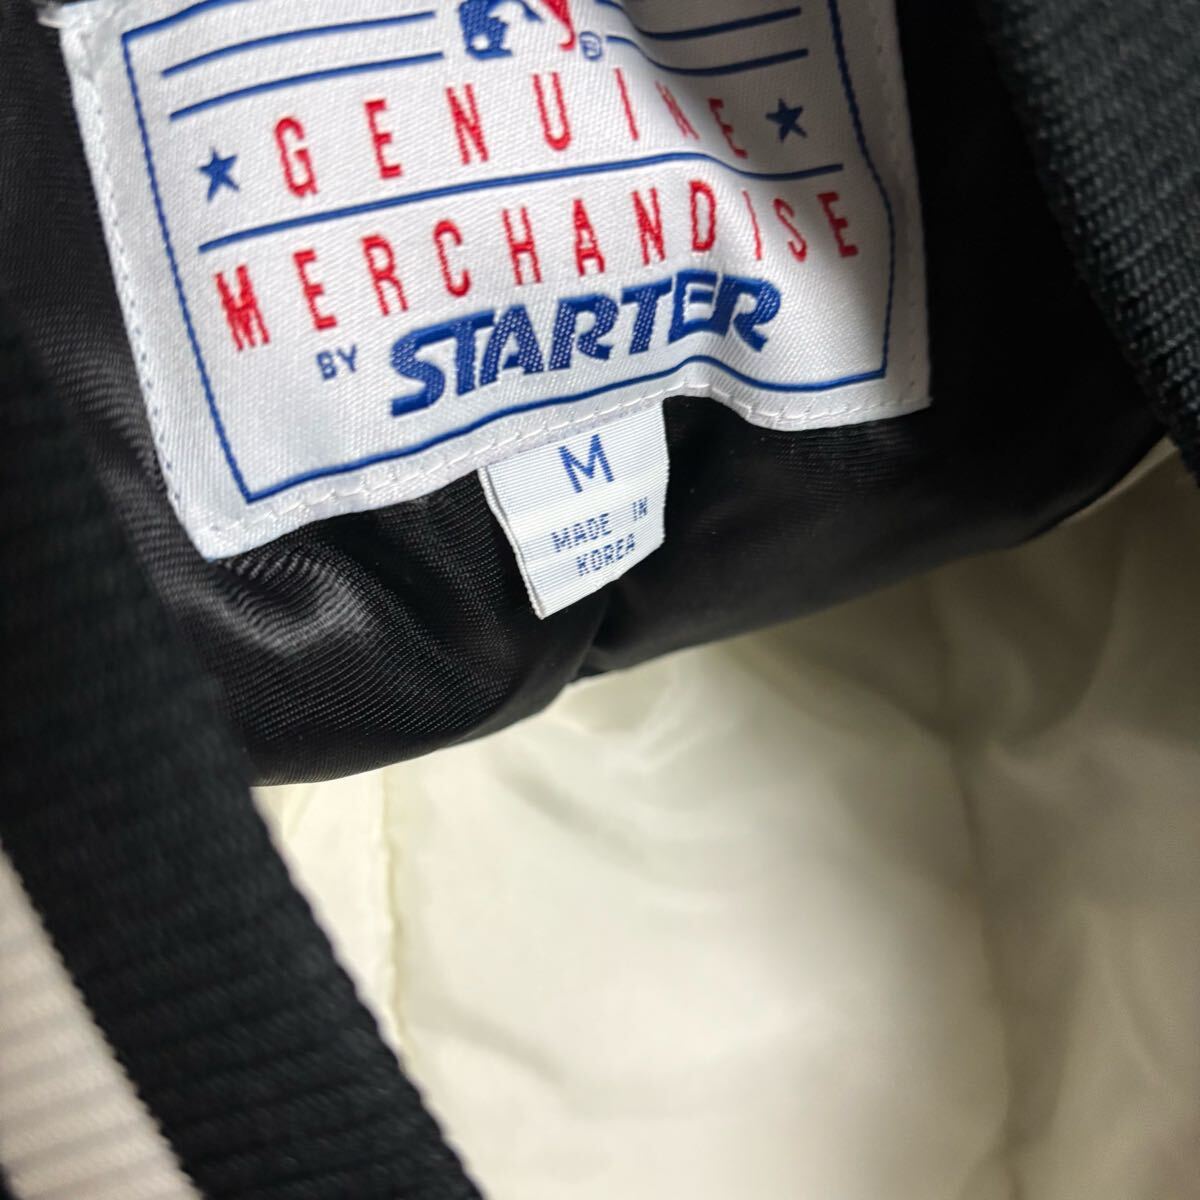 GENUINE
MERCHANDISE
BY STARTER
M
MADE IN
KOREA